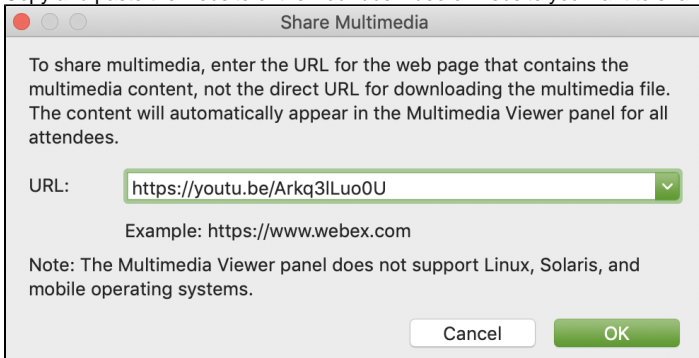 Share Multimedia
To share multimedia, enter the URL for the web page that contains the
multimedia content, not the direct URL for downloading the multimedia file.
The content will automatically appear in the Multimedia Viewer panel for all
attendees.
URL: https://youtu.be/Arkq3lLuo0U
Example: https://www.webex.com
Note: The Multimedia Viewer panel does not support Linux, Solaris, and
mobile operating systems.
Cancel OK